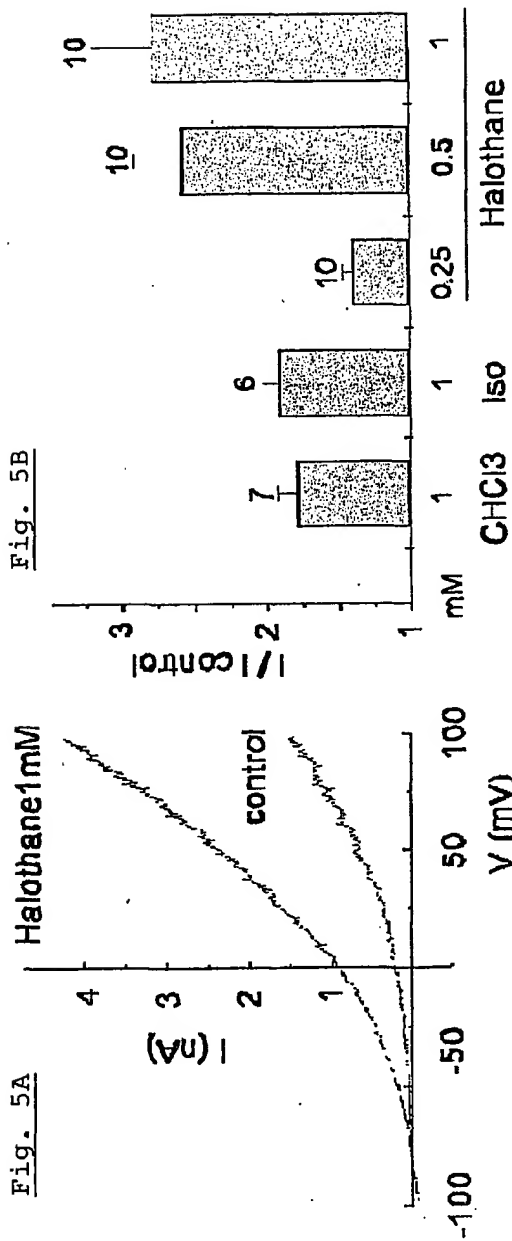 Fig. 5A
Halothane1mM
control
I (nA)
4
3
2
1
-100
-50
50
100
V (mV)
Fig. 5B
I / I control
3
2
1
7
6
10
10
10
mM
1
1
0.25
0.5
1
CHCl3
Iso
Halothane